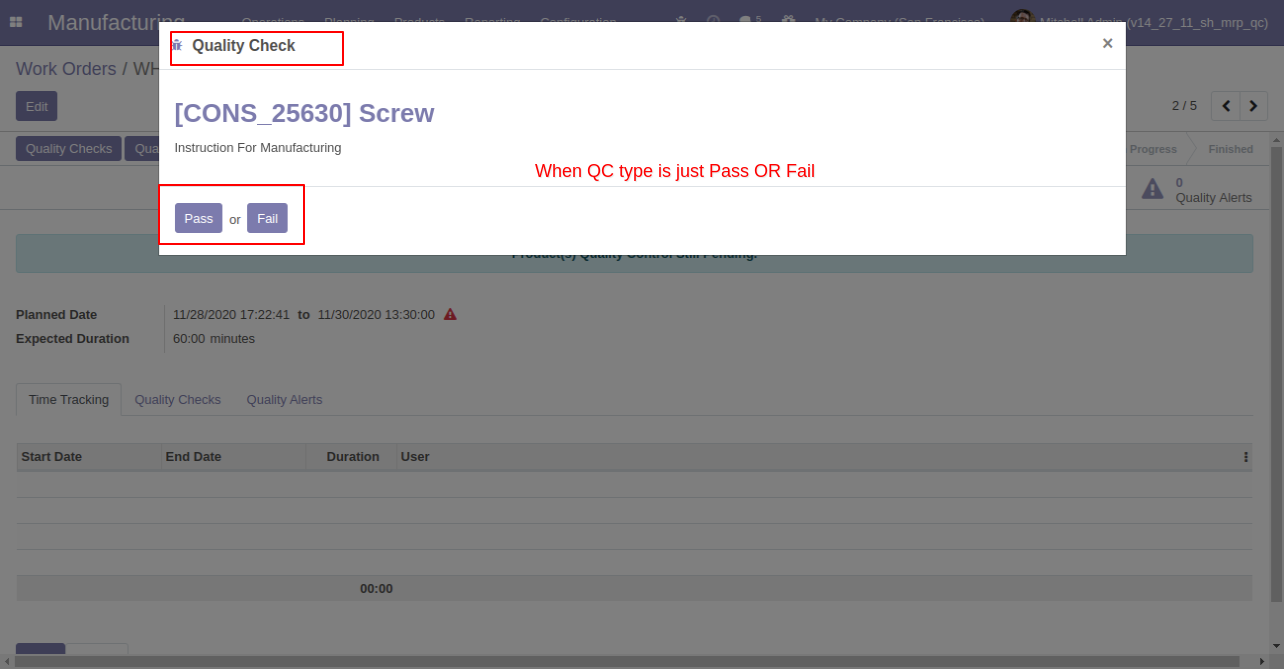 Manufacturing Operations Planning Products Reporting Configuration 5 My Company (San Francisco) Mitchell Admin (v14_27_11_sh_mrp_qc)
Quality Check ×
Work Orders / WH
Edit
2 / 5
[CONS_25630] Screw
Quality Checks Qua
Progress Finished
Instruction For Manufacturing
When QC type is just Pass OR Fail
0
Quality Alerts
Pass or Fail
Product(s) Quality Control Still Pending.
Planned Date 11/28/2020 17:22:41 to 11/30/2020 13:30:00
Expected Duration 60:00 minutes
Time Tracking Quality Checks Quality Alerts
Start Date End Date Duration User
00:00